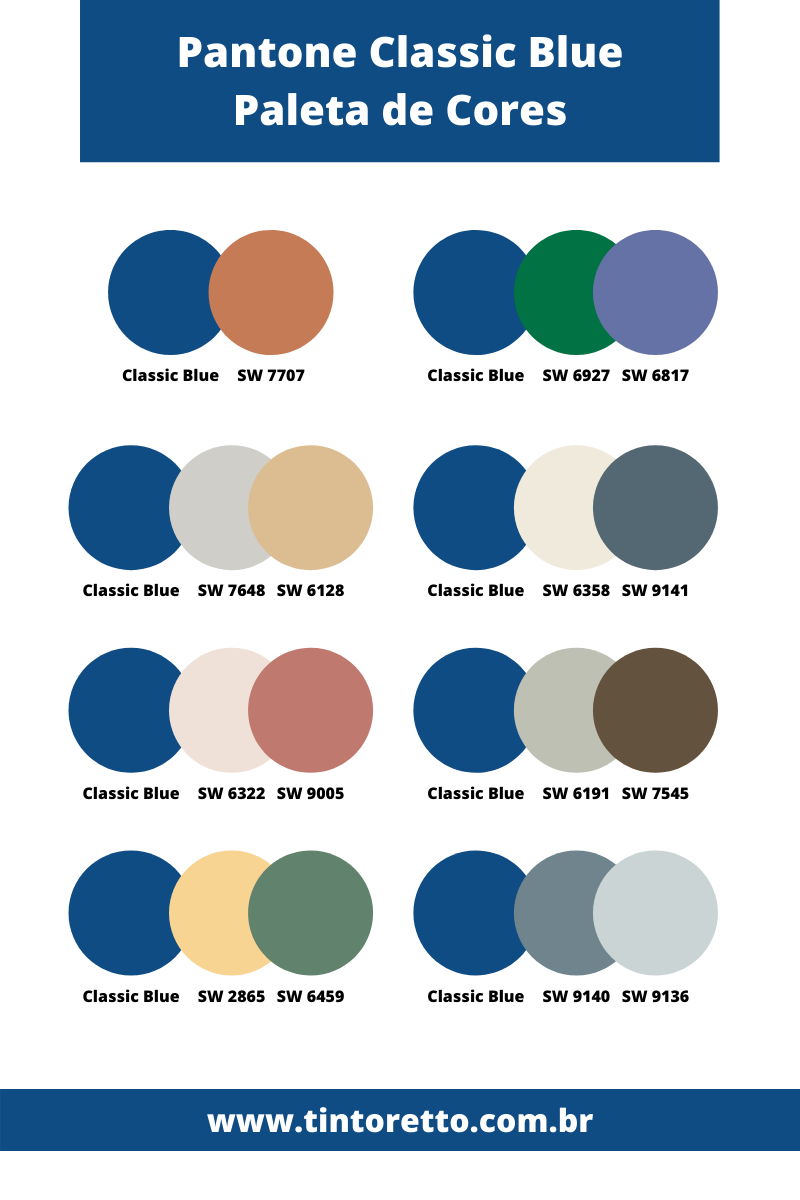 Pantone Classic Blue
Paleta de Cores
Classic Blue SW 7707
Classic Blue SW 6927 SW 6817
Classic Blue SW 7648 SW 6128
Classic Blue SW 6358 SW 9141
Classic Blue SW 6322 SW 9005
Classic Blue SW 6191 SW 7545
Classic Blue SW 2865 SW 6459
Classic Blue SW 9140 SW 9136
www.tintoretto.com.br